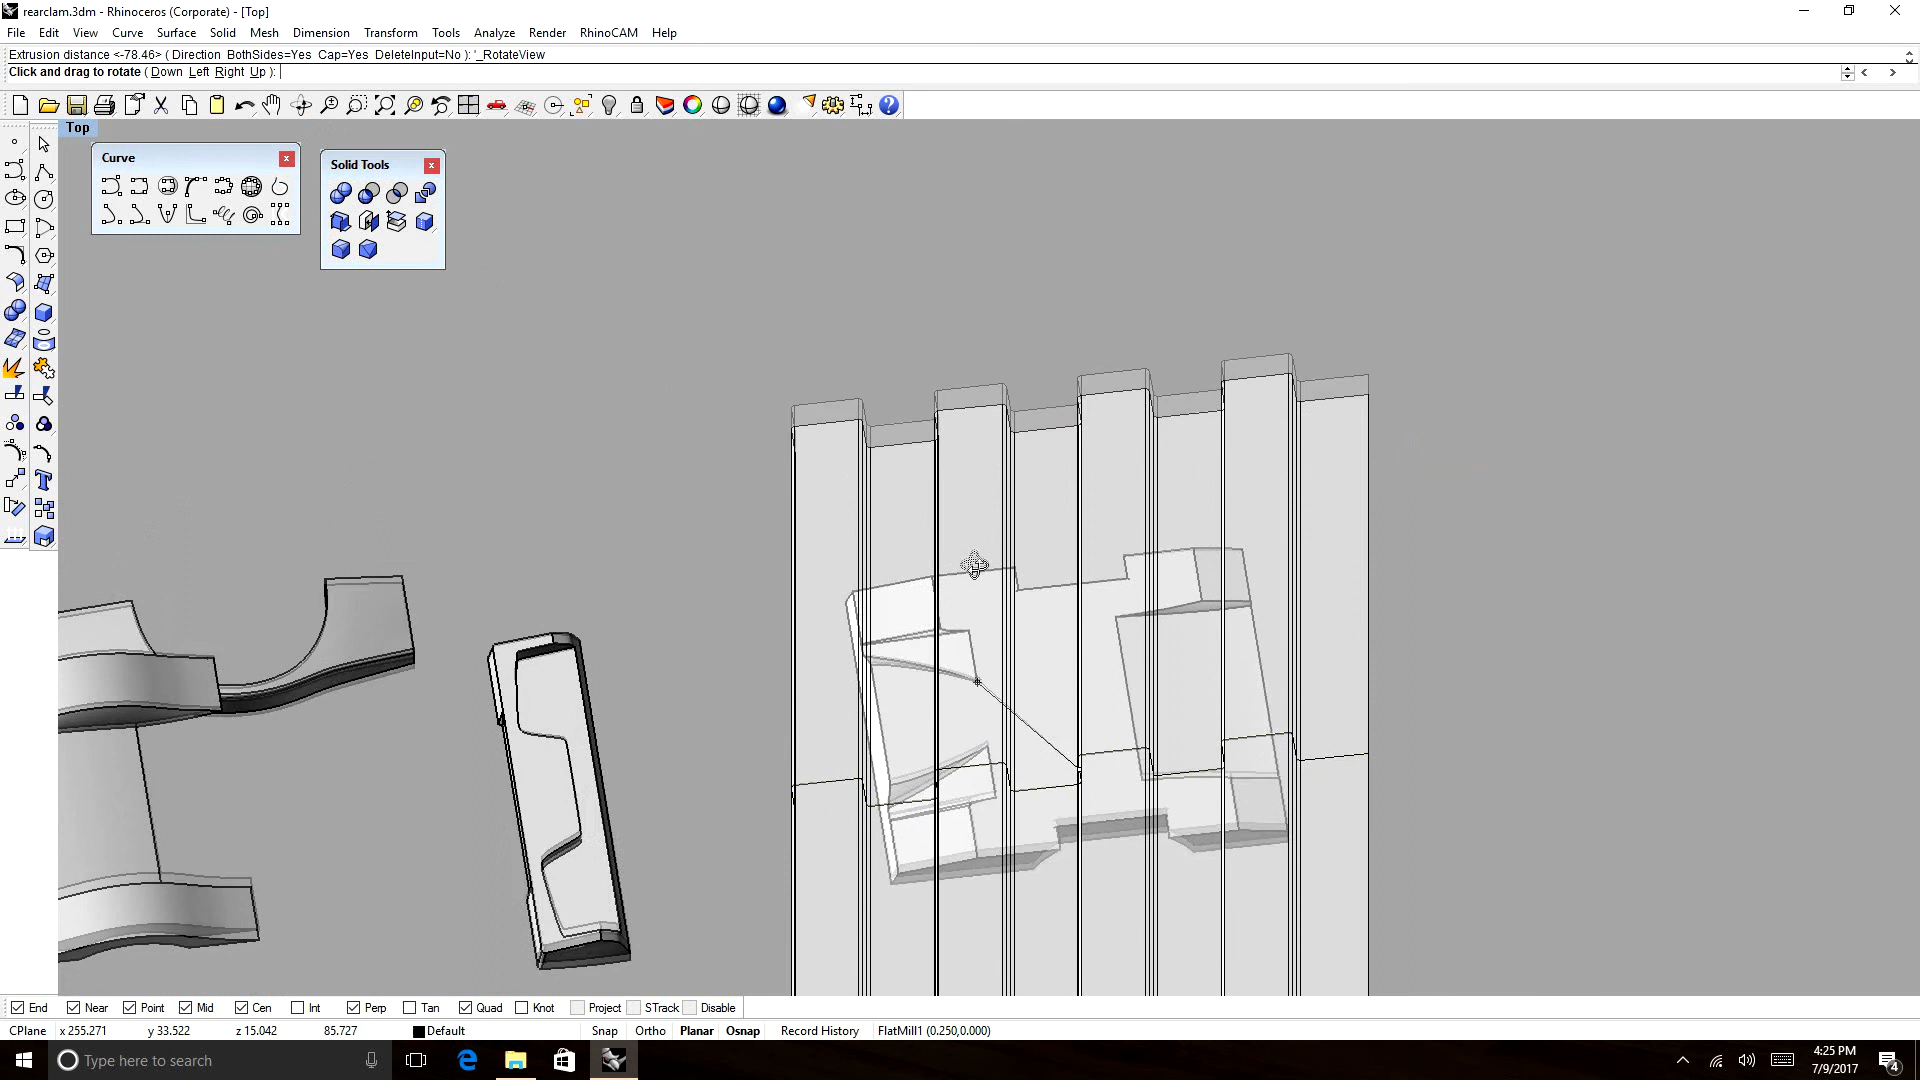 rearclam.3dm - Rhinoceros (Corporate) - [Top]
File Edit View Curve Surface Solid Mesh Dimension Transform Tools Analyze Render RhinoCAM Help
Extrusion distance <-78.46> ( Direction BothSides=Yes Cap=Yes DeleteInput=No ): '_RotateView
Click and drag to rotate ( Down Left Right Up ):
Top
Curve
Solid Tools
End Near Point Mid Cen Int Perp Tan Quad Knot Project STrack Disable
CPlane x 255.271 y 33.522 z 15.042 85.727 Default Snap Ortho Planar Osnap Record History FlatMill1 (0.250,0.000)
Type here to search
4:25 PM
7/9/2017
4